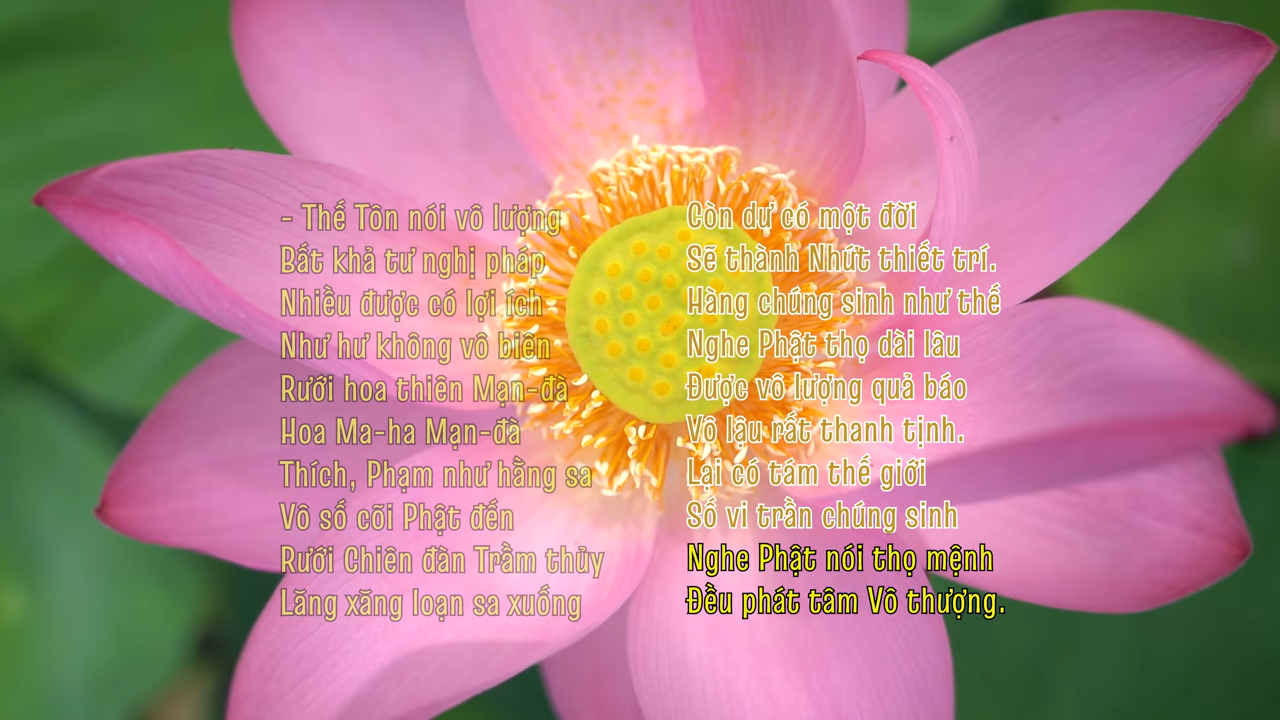 - Thế Tôn nói vô lượng
Bất khả tư nghị pháp
Nhiều được có lợi ích
Như hư không vô biên
Rưới hoa thiên Mạn-đà
Hoa Ma-ha Mạn-đà
Thích, Phạm như hằng sa
Vô số cõi Phật đến
Rưới Chiên đàn Trầm thủy
Lăng xăng loạn sa xuống
Còn dư có một đời
Sẽ thành Nhứt thiết trí.
Hàng chúng sinh như thế
Nghe Phật thọ dài lâu
Được vô lượng quả báo
Vô lậu rất thanh tịnh.
Lại có tám thế giới
Số vi trần chúng sinh
Nghe Phật nói thọ mệnh
Đều phát tâm Vô thượng.